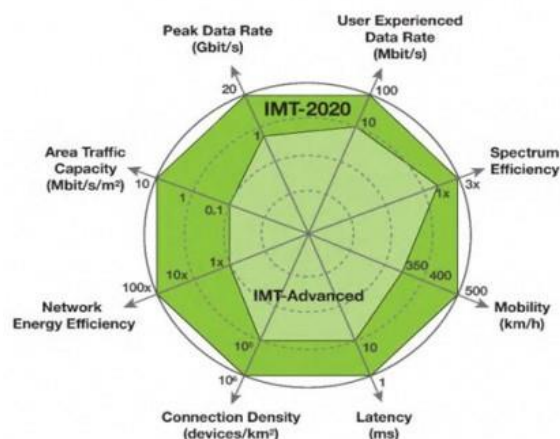 Peak Data Rate
(Gbit/s)
User Experienced
Data Rate
(Mbit/s)
20
100
IMT-2020
1
10
Area Traffic
Capacity
(Mbit/s/m²)
Spectrum
Efficiency
10
1
0.1
1x
3x
1x
350
400
500
100x
10x
IMT-Advanced
Network
Energy Efficiency
Mobility
(km/h)
10⁵
10
10⁶
1
Connection Density
(devices/km²)
Latency
(ms)